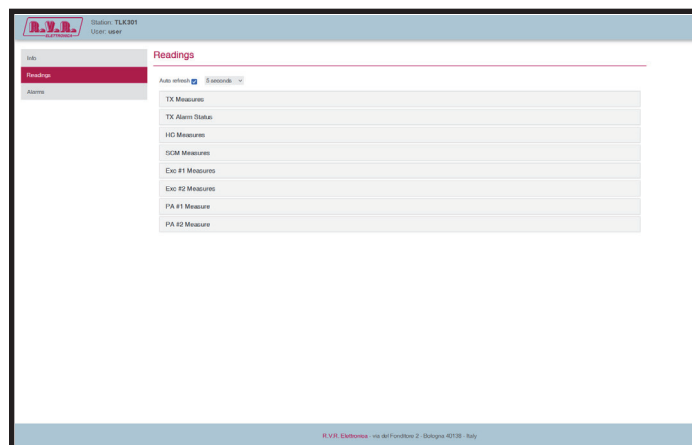 R.V.R.
ELETTRONICA
Station: TLK301
User: user
Info
Readings
Alarms
Readings
Auto refresh 5 seconds
TX Measures
TX Alarm Status
HC Measures
SCM Measures
Exc #1 Measures
Exc #2 Measures
PA #1 Measure
PA #2 Measure
R.V.R. Elettronica - via del Fonditore 2 - Bologna 40138 - Italy